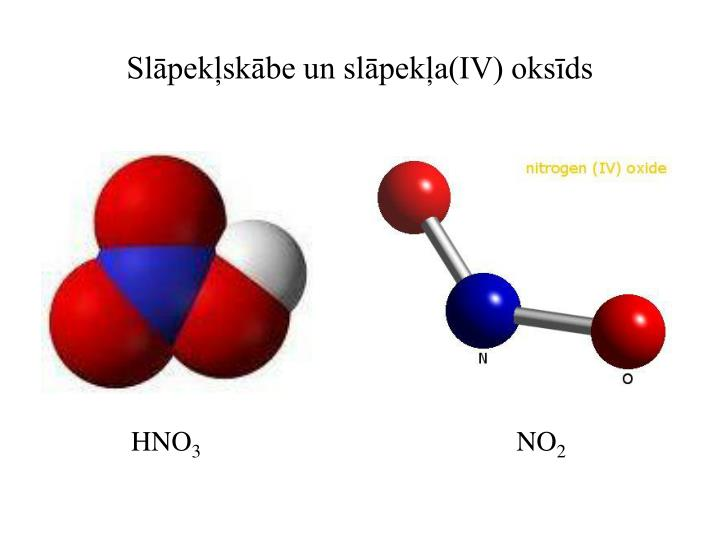 Slāpekļskābe un slāpekļa(IV) oksīds
nitrogen (IV) oxide
N
O
HNO₃
NO₂